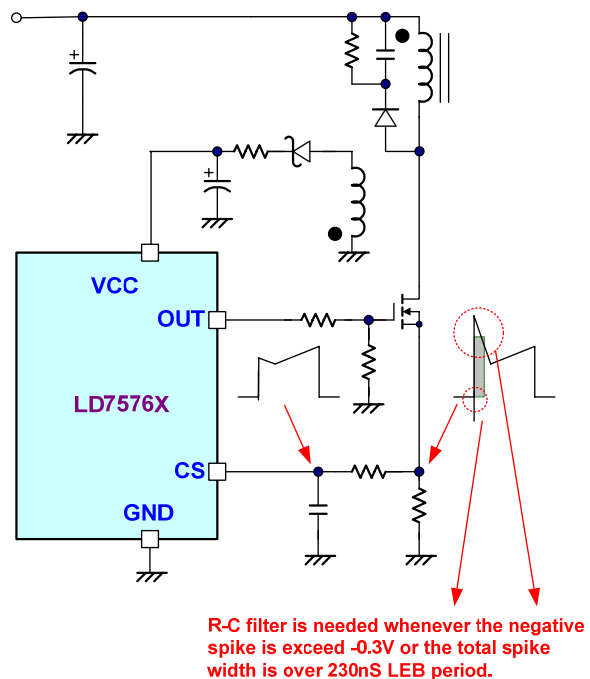 +
+
VCC
OUT
LD7576X
CS
GND
R-C filter is needed whenever the negative
spike is exceed -0.3V or the total spike
width is over 230nS LEB period.